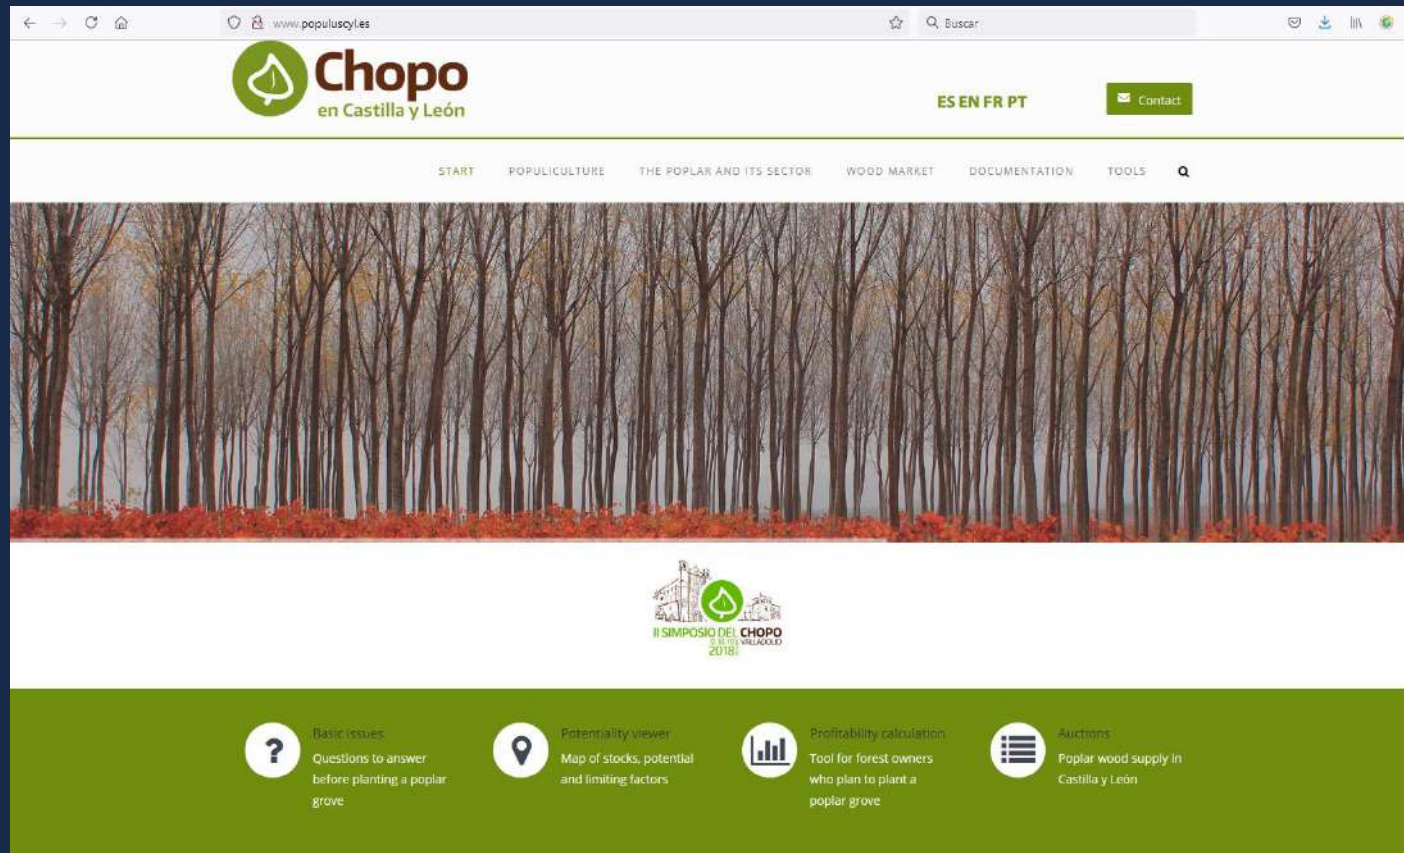 www.populuscyl.es
Buscar
Chopo
en Castilla y León
ES EN FR PT
Contact
START
POPULICULTURE
THE POPLAR AND ITS SECTOR
WOOD MARKET
DOCUMENTATION
TOOLS
II SIMPOSIO DEL CHOPO
VALLADOLID
2018
Basic issues
Questions to answer
before planting a poplar
grove
Potentiality viewer
Map of stocks, potential
and limiting factors
Profitability calculation
Tool for forest owners
who plan to plant a
poplar grove
Auctions
Poplar wood supply in
Castilla y León